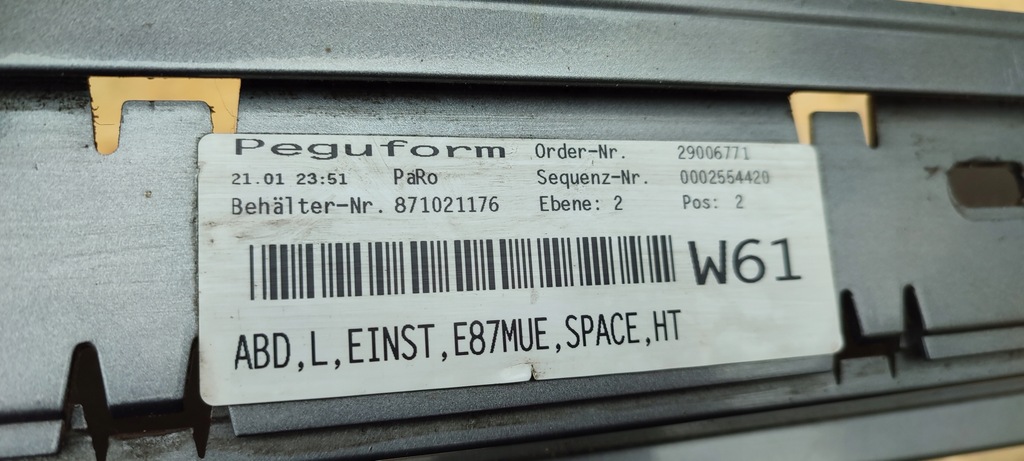 Peguform Order-Nr. 29006771
21.01 23:51 PaRo Sequenz-Nr. 0002554420
Behälter-Nr. 871021176 Ebene: 2 Pos: 2
W61
ABD,L,EINST,E87MUE,SPACE,HT